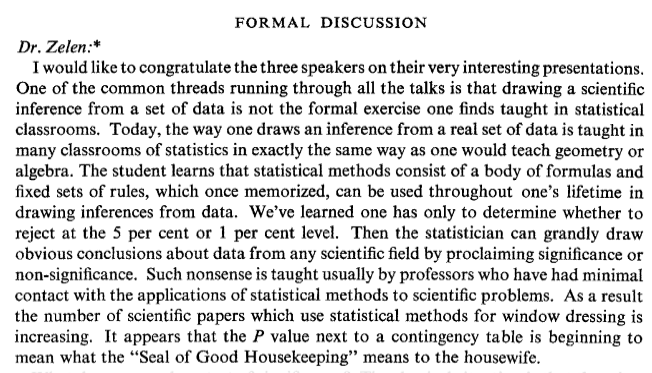 FORMAL DISCUSSION
Dr. Zelen:*
I would like to congratulate the three speakers on their very interesting presentations.
One of the common threads running through all the talks is that drawing a scientific
inference from a set of data is not the formal exercise one finds taught in statistical
classrooms. Today, the way one draws an inference from a real set of data is taught in
many classrooms of statistics in exactly the same way as one would teach geometry or
algebra. The student learns that statistical methods consist of a body of formulas and
fixed sets of rules, which once memorized, can be used throughout one's lifetime in
drawing inferences from data. We've learned one has only to determine whether to
reject at the 5 per cent or 1 per cent level. Then the statistician can grandly draw
obvious conclusions about data from any scientific field by proclaiming significance or
non-significance. Such nonsense is taught usually by professors who have had minimal
contact with the applications of statistical methods to scientific problems. As a result
the number of scientific papers which use statistical methods for window dressing is
increasing. It appears that the P value next to a contingency table is beginning to
mean what the "Seal of Good Housekeeping" means to the housewife.